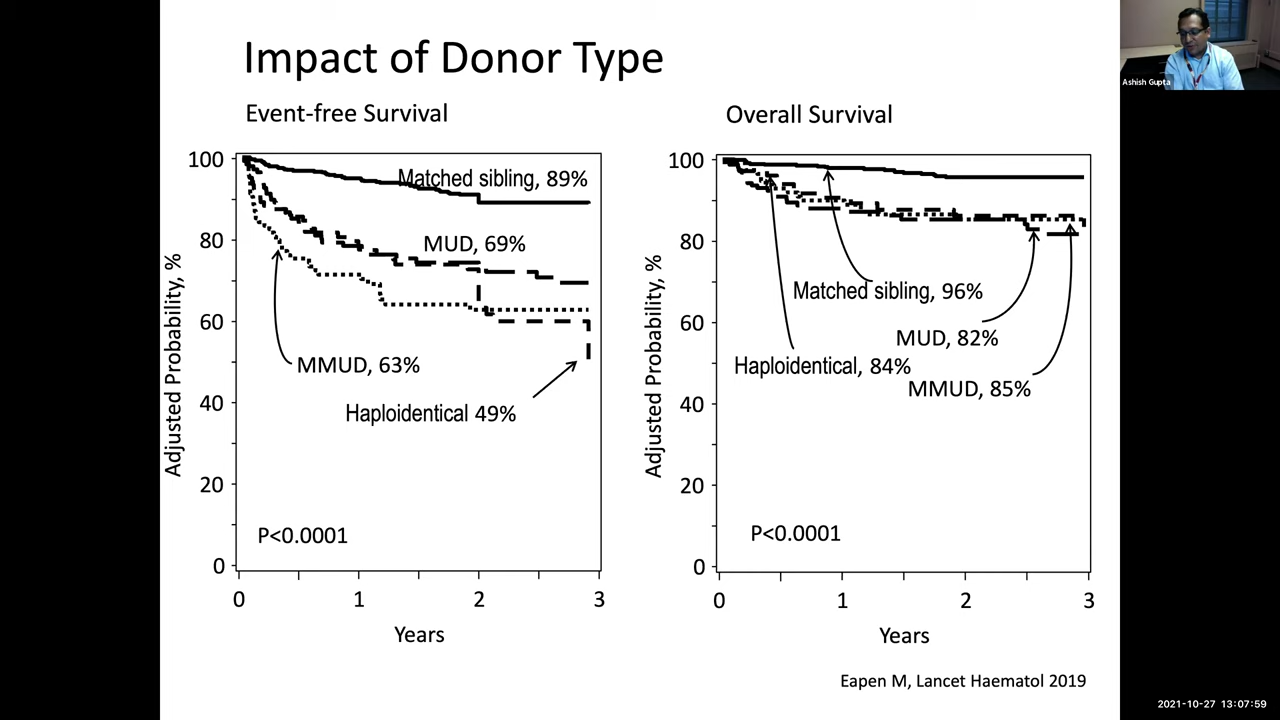 Impact of Donor Type
Ashish Gupta
Event-free Survival
Adjusted Probability, %
100
80
60
40
20
0
Matched sibling, 89%
MUD, 69%
MMUD, 63%
Haploidentical 49%
P<0.0001
0 1 2 3
Years
Overall Survival
Adjusted Probability, %
100
80
60
40
20
0
Matched sibling, 96%
MUD, 82%
Haploidentical, 84%
MMUD, 85%
P<0.0001
0 1 2 3
Years
Eapen M, Lancet Haematol 2019
2021-10-27 13:07:59